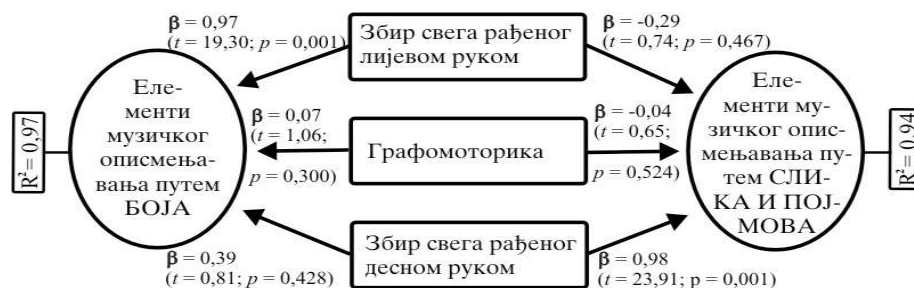 β = 0,97
(t = 19,30; p = 0,001)
Збир свега рађеног
лијевом руком
β = -0,29
(t = 0,74; p = 0,467)
R² = 0,97
Еле-
менти
музичког
описмења-
вања путем
БОЈА
β = 0,07
(t = 1,06;
p = 0,300)
Графомоторика
β = -0,04
(t = 0,65;
p = 0,524)
Еле-
менти му-
зичког опис-
мењавања пу-
тем СЛИ-
КА И ПОЈ-
МОВА
R² = 0,94
β = 0,39
(t = 0,81; p = 0,428)
Збир свега рађеног
десном руком
β = 0,98
(t = 23,91; p = 0,001)